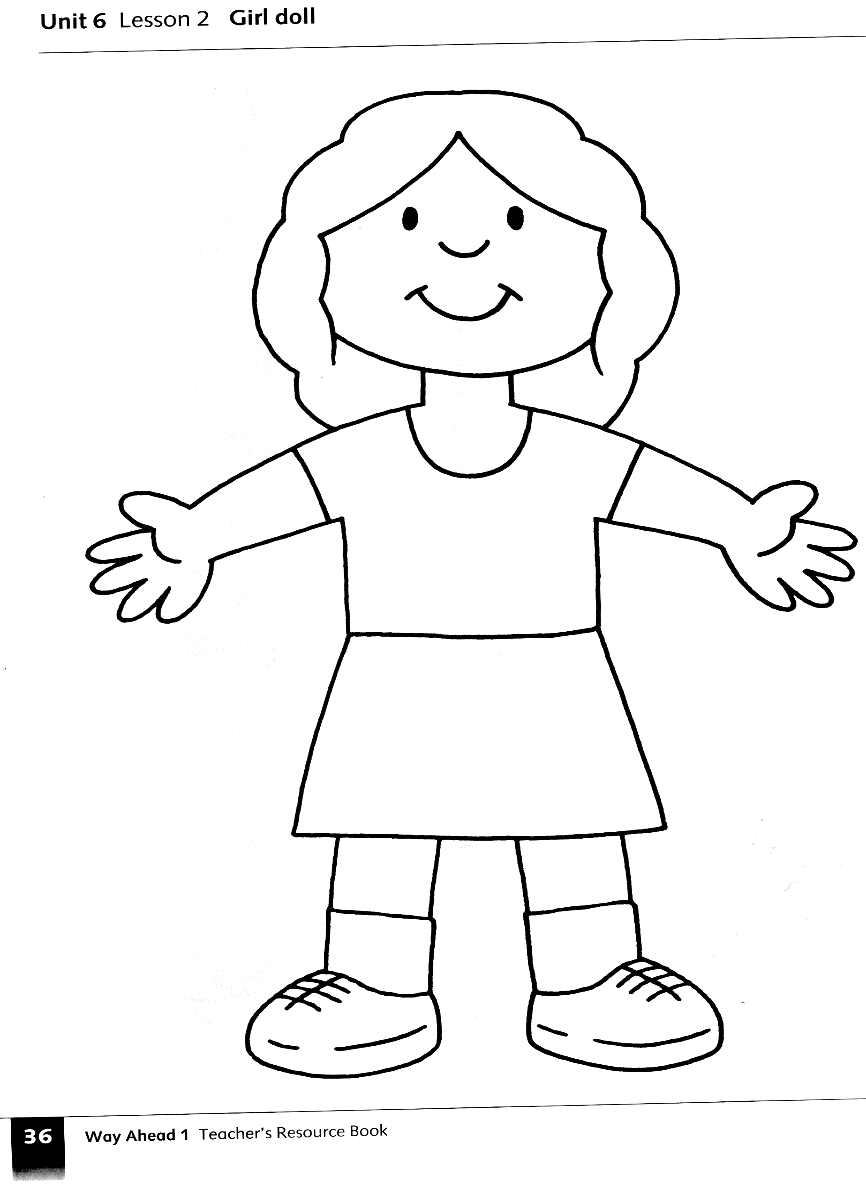 Unit 6 Lesson 2 Girl doll
36 Way Ahead 1 Teacher's Resource Book